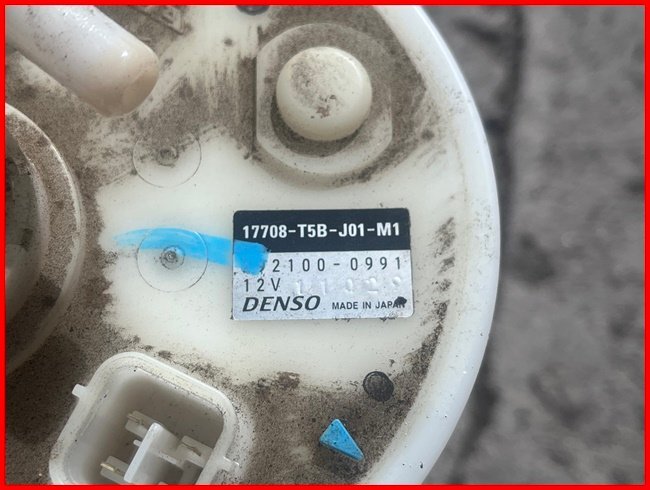 17708-T5B-J01-M1
2100-0991
12V
DENSO MADE IN JAPAN